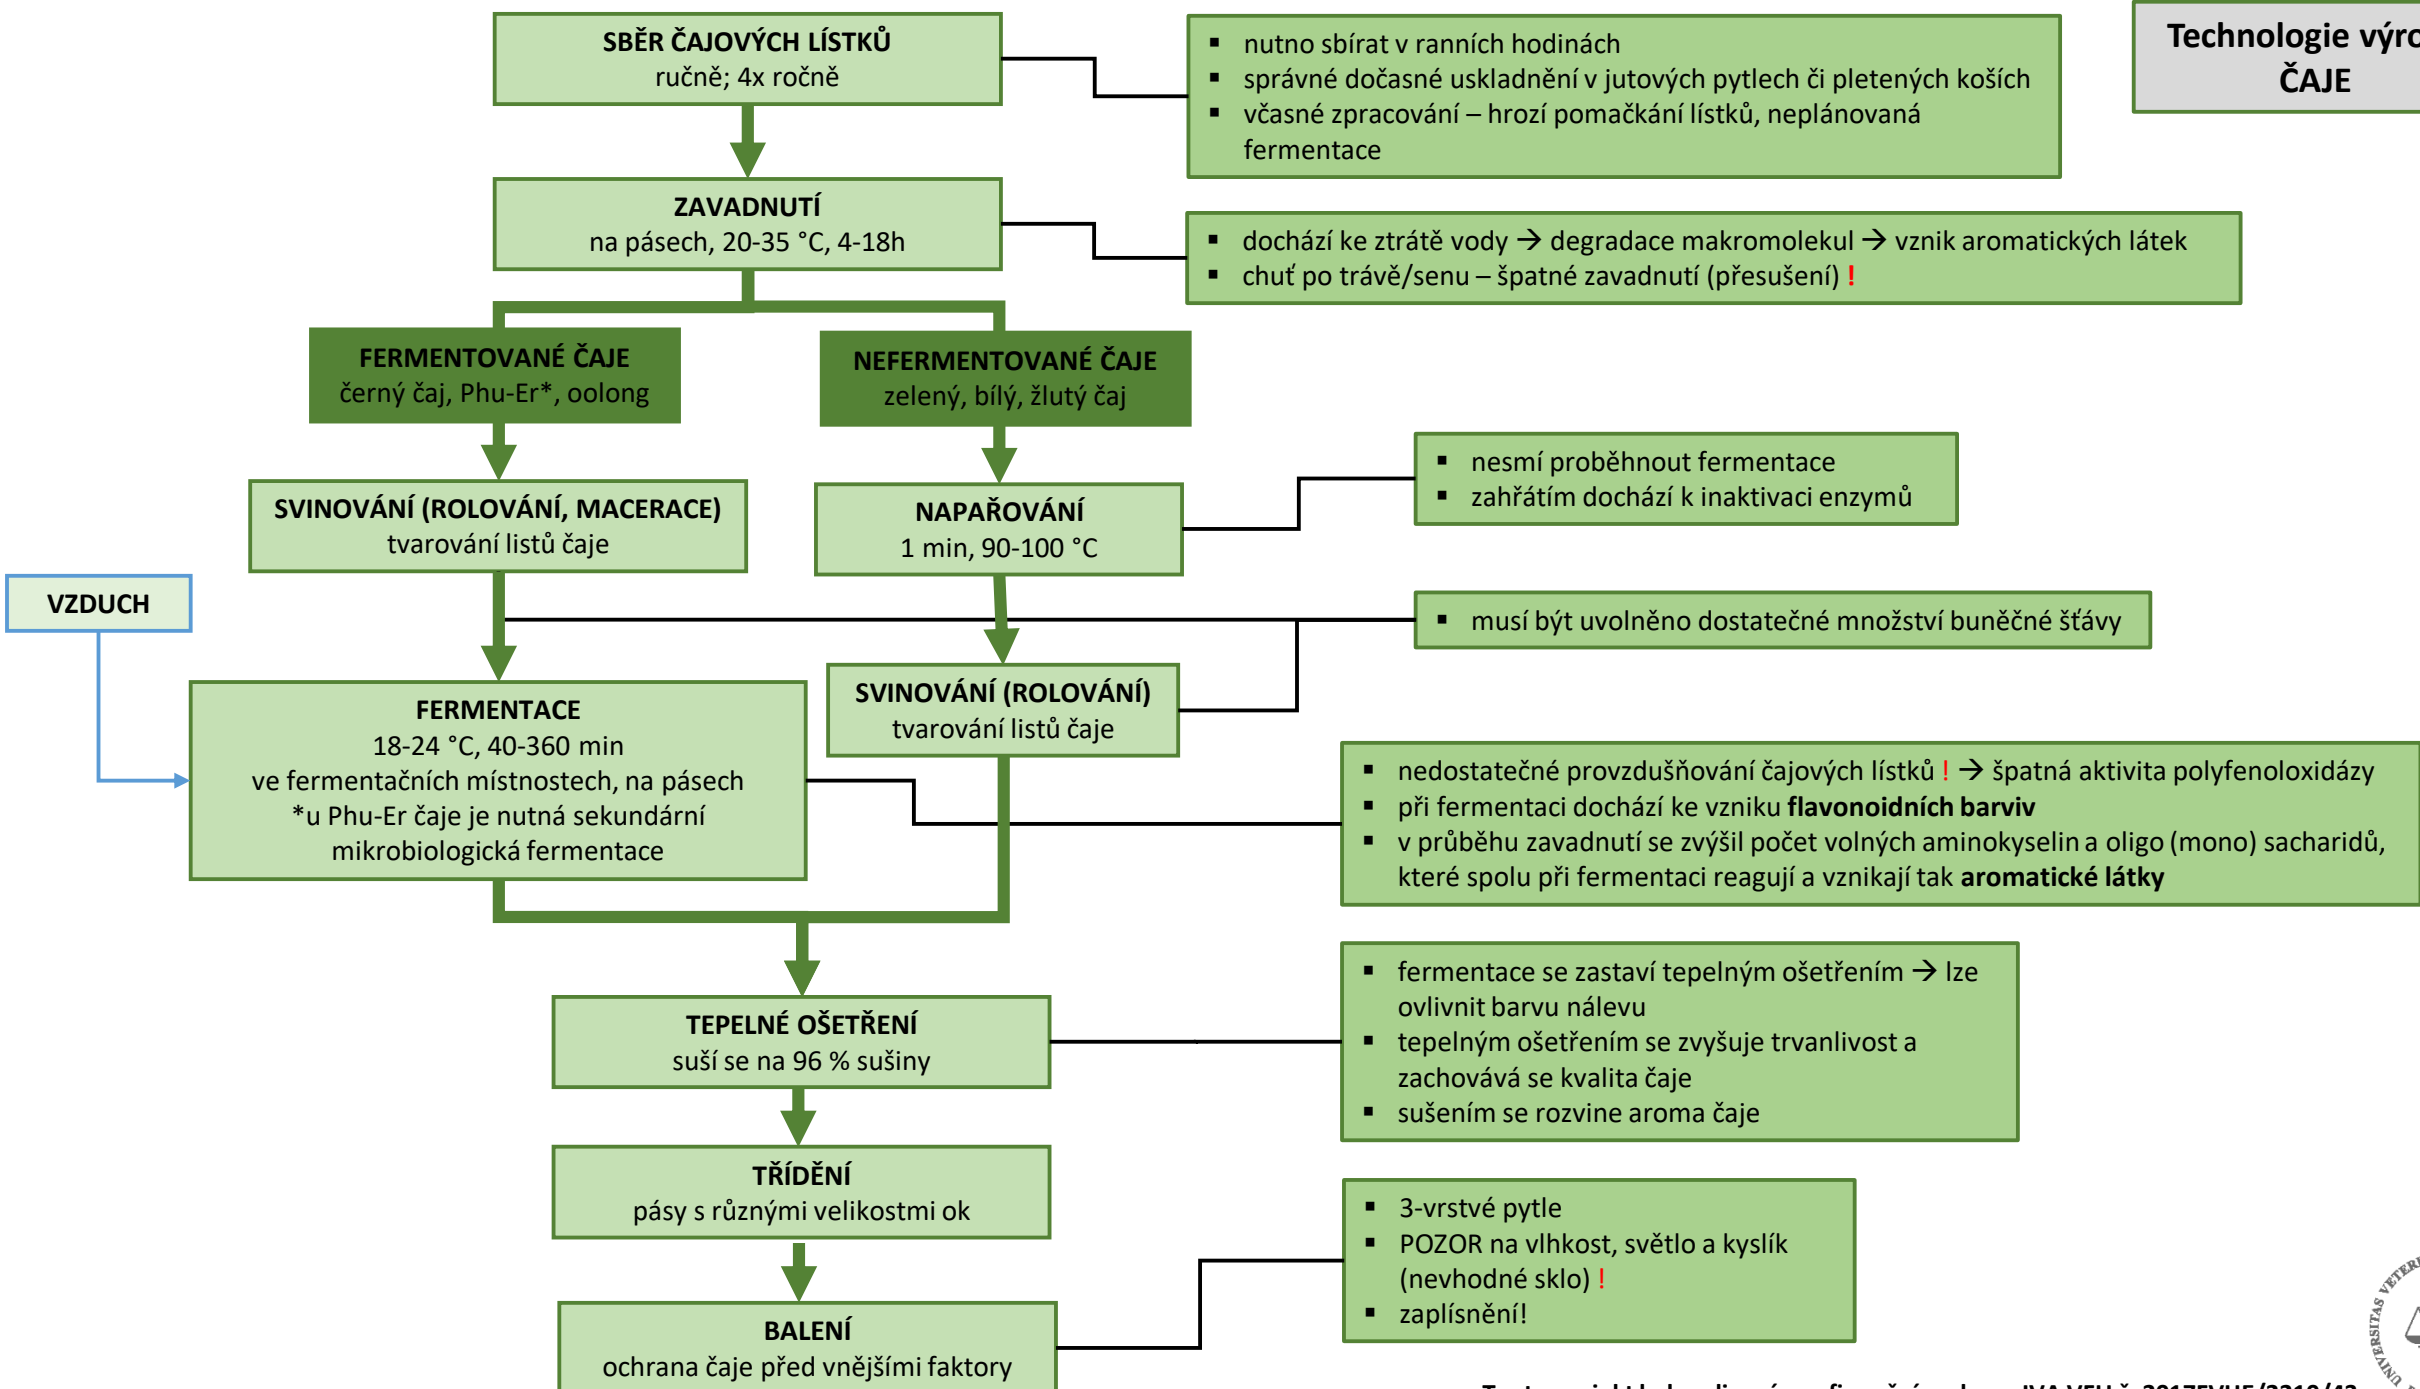 Technologie
ČAJE
SBĚR ČAJOVÝCH LÍSTKŮ
ručně; 4x ročně
▪ nutno sbírat v ranních hodinách
▪ správné dočasné uskladnění v jutových pytlech či pletených koších
▪ včasné zpracování – hrozí pomačkání lístků, neplánovaná
fermentace
ZAVADNUTÍ
na pásech, 20-35 °C, 4-18h
▪ dochází ke ztrátě vody → degradace makromolekul → vznik aromatických látek
▪ chuť po trávě/senu – špatné zavadnutí (přesušení) !
FERMENTOVANÉ ČAJE
černý čaj, Phu-Er*, oolong
NEFERMENTOVANÉ ČAJE
zelený, bílý, žlutý čaj
SVINOVÁNÍ (ROLOVÁNÍ, MACERACE)
tvarování listů čaje
NAPAŘOVÁNÍ
1 min, 90-100 °C
▪ nesmí proběhnout fermentace
▪ zahřátím dochází k inaktivaci enzymů
VZDUCH
▪ musí být uvolněno dostatečné množství buněčné šťávy
SVINOVÁNÍ (ROLOVÁNÍ)
tvarování listů čaje
FERMENTACE
18-24 °C, 40-360 min
ve fermentačních místnostech, na pásech
*u Phu-Er čaje je nutná sekundární
mikrobiologická fermentace
▪ nedostatečné provzdušňování čajových lístků ! → špatná aktivita polyfenoloxidázy
▪ při fermentaci dochází ke vzniku flavonoidních barviv
▪ v průběhu zavadnutí se zvýšil počet volných aminokyselin a oligo (mono) sacharidů,
které spolu při fermentaci reagují a vznikají tak aromatické látky
TEPELNÉ OŠETŘENÍ
suší se na 96 % sušiny
▪ fermentace se zastaví tepelným ošetřením → lze
ovlivnit barvu nálevu
▪ tepelným ošetřením se zvyšuje trvanlivost a
zachovává se kvalita čaje
▪ sušením se rozvine aroma čaje
TŘÍDĚNÍ
pásy s různými velikostmi ok
▪ 3-vrstvé pytle
▪ POZOR na vlhkost, světlo a kyslík
(nevhodné sklo) !
▪ zaplísnění!
BALENÍ
ochrana čaje před vnějšími faktory